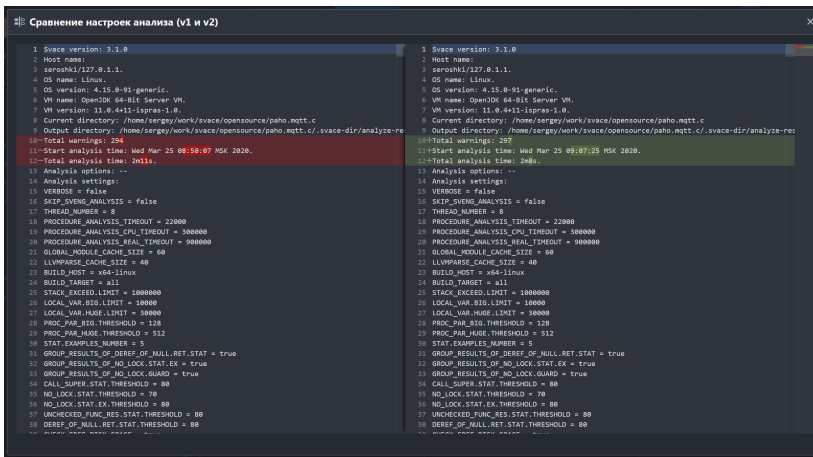 Сравнение настроек анализа (v1 и v2)
1 Svace version: 3.1.0
2 Host name:
3 seroshki/127.0.1.1.
4 OS name: Linux.
5 OS version: 4.15.0-91-generic.
6 VM name: OpenJDK 64-Bit Server VM.
7 VM version: 11.0.4+11-ispras-1.0.
8 Current directory: /home/sergey/work/svace/opensource/paho.mqtt.c
9 Output directory: /home/sergey/work/svace/opensource/paho.mqtt.c/.svace-dir/analyze-re
10—Total warnings: 294
11—Start analysis time: Wed Mar 25 08:50:07 MSK 2020.
12—Total analysis time: 2m11s.
13 Analysis options: --
14 Analysis settings:
15 VERBOSE = false
16 SKIP_SVENG_ANALYSIS = false
17 THREAD_NUMBER = 8
18 PROCEDURE_ANALYSIS_TIMEOUT = 22000
19 PROCEDURE_ANALYSIS_CPU_TIMEOUT = 300000
20 PROCEDURE_ANALYSIS_REAL_TIMEOUT = 900000
21 GLOBAL_MODULE_CACHE_SIZE = 60
22 LLVMPARSE_CACHE_SIZE = 40
23 BUILD_HOST = x64-linux
24 BUILD_TARGET = all
25 STACK_EXCEED.LIMIT = 1000000
26 LOCAL_VAR.BIG.LIMIT = 10000
27 LOCAL_VAR.HUGE.LIMIT = 30000
28 PROC_PAR_BIG.THRESHOLD = 128
29 PROC_PAR_HUGE.THRESHOLD = 512
30 STAT.EXAMPLES_NUMBER = 5
31 GROUP_RESULTS_OF_DEREF_OF_NULL.RET.STAT = true
32 GROUP_RESULTS_OF_NO_LOCK.STAT.EX = true
33 GROUP_RESULTS_OF_NO_LOCK.GUARD = true
34 CALL_SUPER.STAT.THRESHOLD = 80
35 NO_LOCK.STAT.THRESHOLD = 70
36 NO_LOCK.STAT.EX.THRESHOLD = 80
37 UNCHECKED_FUNC_RES.STAT.THRESHOLD = 80
38 DEREF_OF_NULL.RET.STAT.THRESHOLD = 80
1 Svace version: 3.1.0
2 Host name:
3 seroshki/127.0.1.1.
4 OS name: Linux.
5 OS version: 4.15.0-91-generic.
6 VM name: OpenJDK 64-Bit Server VM.
7 VM version: 11.0.4+11-ispras-1.0.
8 Current directory: /home/sergey/work/svace/opensource/paho.mqtt.c
9 Output directory: /home/sergey/work/svace/opensource/paho.mqtt.c/.svace-dir/analyze-res
10+Total warnings: 297
11+Start analysis time: Wed Mar 25 09:07:25 MSK 2020.
12+Total analysis time: 2m8s.
13 Analysis options: --
14 Analysis settings:
15 VERBOSE = false
16 SKIP_SVENG_ANALYSIS = false
17 THREAD_NUMBER = 8
18 PROCEDURE_ANALYSIS_TIMEOUT = 22000
19 PROCEDURE_ANALYSIS_CPU_TIMEOUT = 300000
20 PROCEDURE_ANALYSIS_REAL_TIMEOUT = 900000
21 GLOBAL_MODULE_CACHE_SIZE = 60
22 LLVMPARSE_CACHE_SIZE = 40
23 BUILD_HOST = x64-linux
24 BUILD_TARGET = all
25 STACK_EXCEED.LIMIT = 1000000
26 LOCAL_VAR.BIG.LIMIT = 10000
27 LOCAL_VAR.HUGE.LIMIT = 30000
28 PROC_PAR_BIG.THRESHOLD = 128
29 PROC_PAR_HUGE.THRESHOLD = 512
30 STAT.EXAMPLES_NUMBER = 5
31 GROUP_RESULTS_OF_DEREF_OF_NULL.RET.STAT = true
32 GROUP_RESULTS_OF_NO_LOCK.STAT.EX = true
33 GROUP_RESULTS_OF_NO_LOCK.GUARD = true
34 CALL_SUPER.STAT.THRESHOLD = 80
35 NO_LOCK.STAT.THRESHOLD = 70
36 NO_LOCK.STAT.EX.THRESHOLD = 80
37 UNCHECKED_FUNC_RES.STAT.THRESHOLD = 80
38 DEREF_OF_NULL.RET.STAT.THRESHOLD = 80